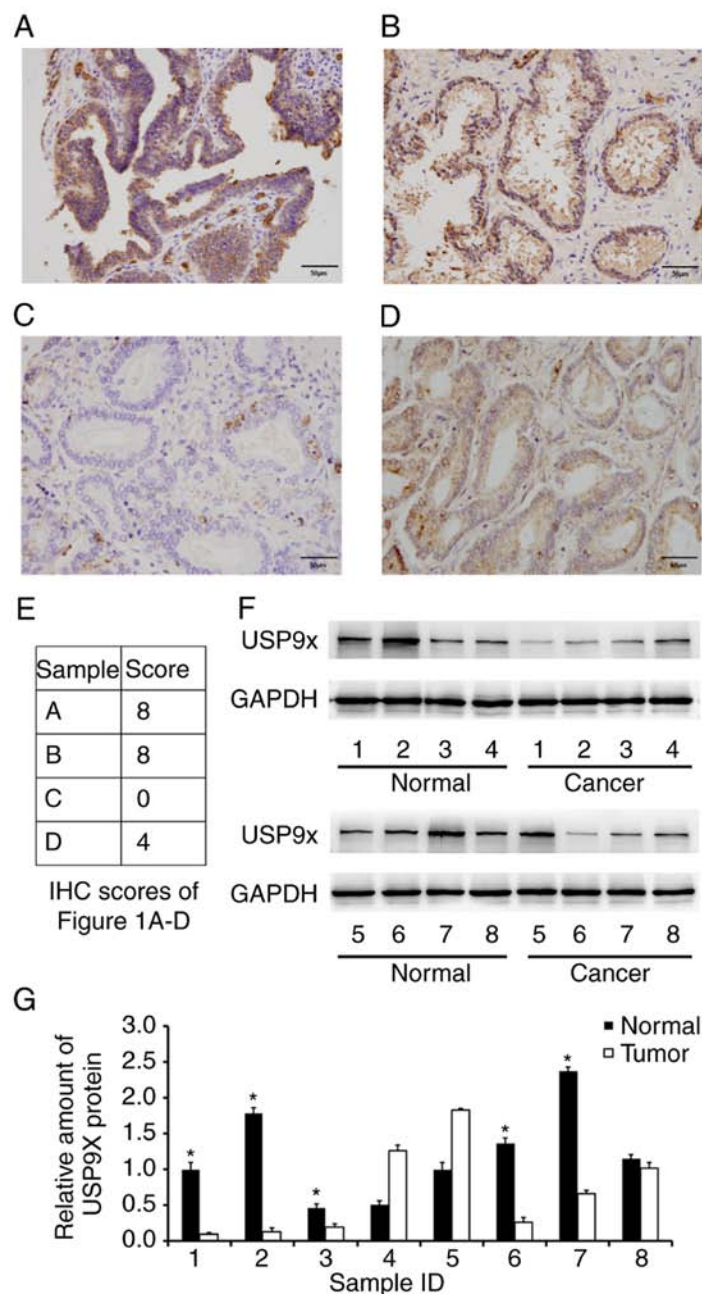 A
B
50µm
50µm
C
D
50µm
E
Sample Score
A 8
B 8
C 0
D 4
IHC scores of
Figure 1A-D
F
USP9x
GAPDH
1 2 3 4 1 2 3 4
Normal Cancer
USP9x
GAPDH
5 6 7 8 5 6 7 8
Normal Cancer
G
Relative amount of
USP9X protein
3.0
2.5
2.0
1.5
1.0
0.5
0.0
Normal
Tumor
* * * * *
1 2 3 4 5 6 7 8
Sample ID